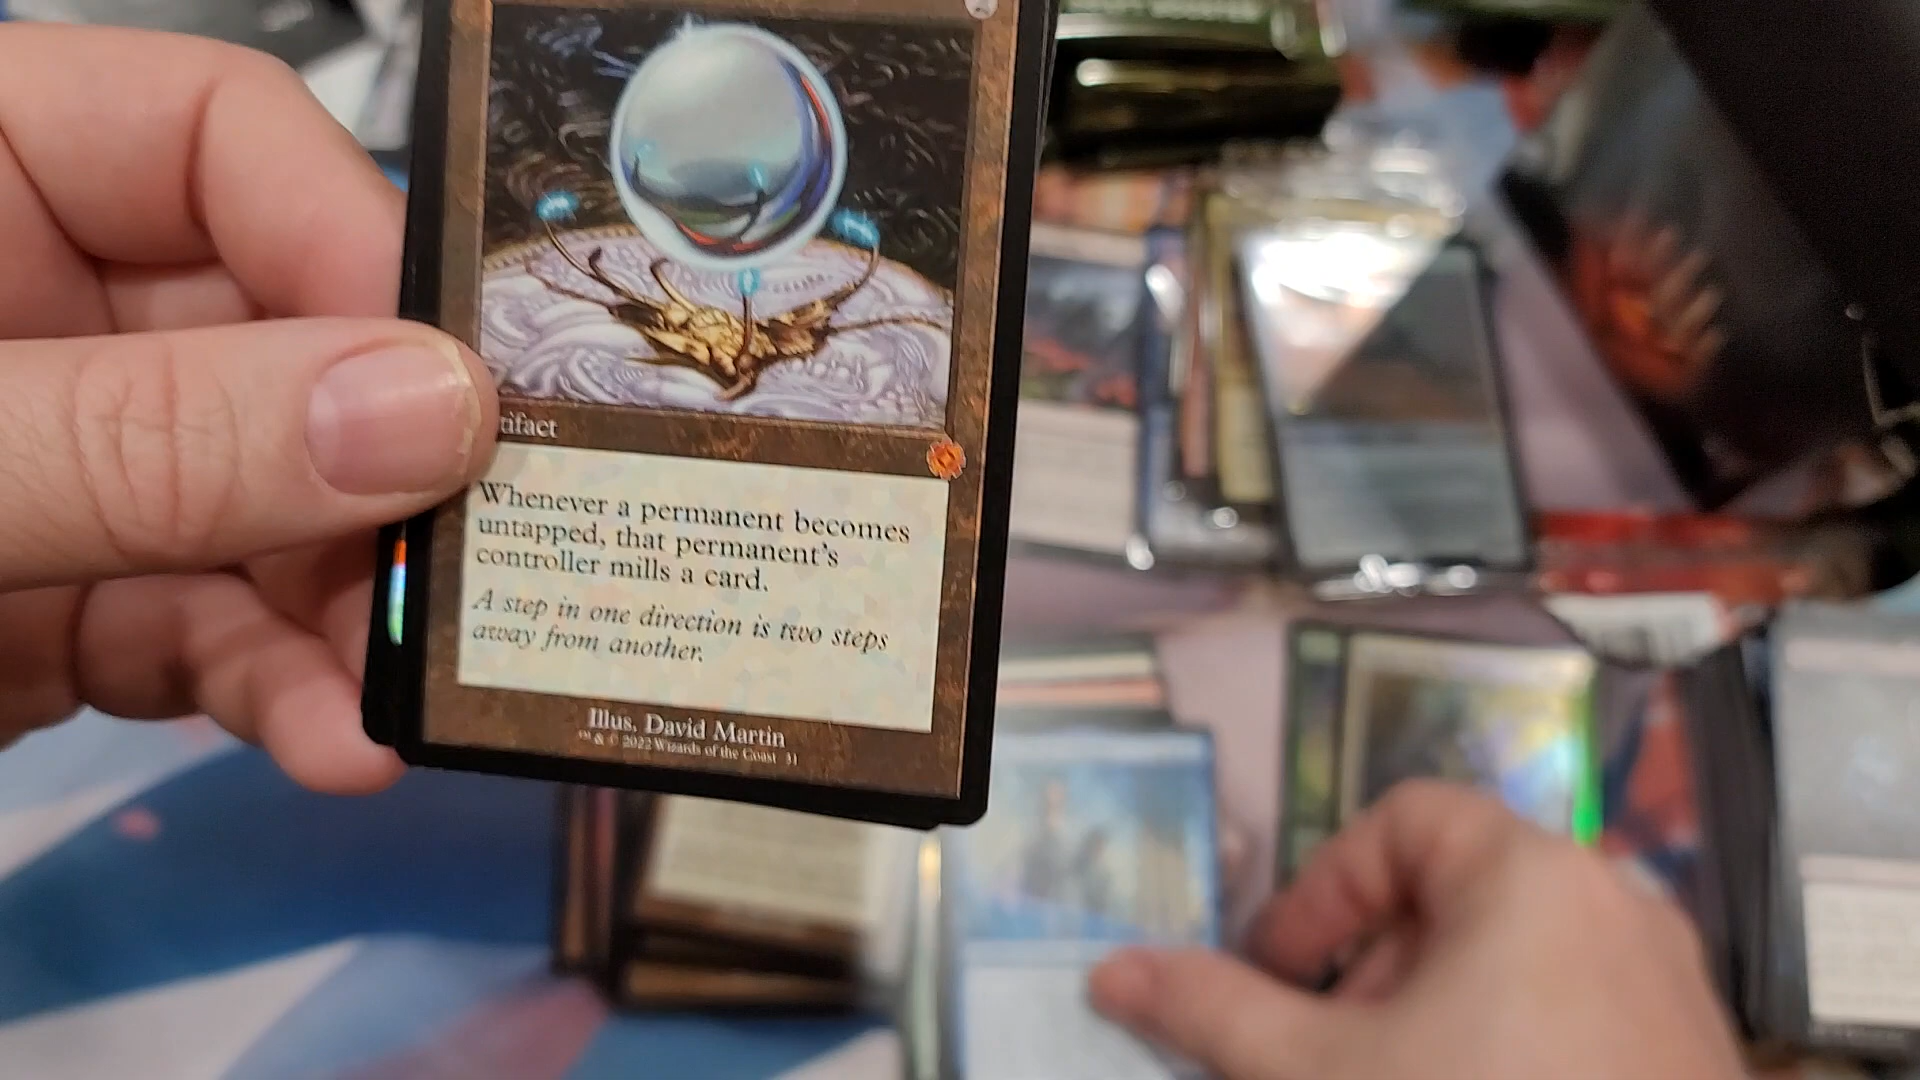 tifact
Whenever a permanent becomes
untapped, that permanent's
controller mills a card.
A step in one direction is two steps
away from another.
Illus. David Martin
™ & © 2022 Wizards of the Coast 31